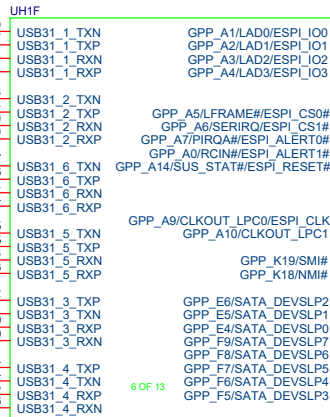 UH1F
USB31_1_TXN GPP_A1/LAD0/ESPI_IO0
USB31_1_TXP GPP_A2/LAD1/ESPI_IO1
USB31_1_RXN GPP_A3/LAD2/ESPI_IO2
USB31_1_RXP GPP_A4/LAD3/ESPI_IO3
USB31_2_TXN
USB31_2_TXP GPP_A5/LFRAME#/ESPI_CS0#
USB31_2_RXN GPP_A6/SERIRQ/ESPI_CS1#
USB31_2_RXP GPP_A7/PIRQA#/ESPI_ALERT0#
GPP_A0/RCIN#/ESPI_ALERT1#
USB31_6_TXN GPP_A14/SUS_STAT#/ESPI_RESET#
USB31_6_TXP
USB31_6_RXN
USB31_6_RXP
GPP_A9/CLKOUT_LPC0/ESPI_CLK
USB31_5_TXN GPP_A10/CLKOUT_LPC1
USB31_5_TXP
USB31_5_RXN GPP_K19/SMI#
USB31_5_RXP GPP_K18/NMI#
USB31_3_TXP GPP_E6/SATA_DEVSLP2
USB31_3_TXN GPP_E5/SATA_DEVSLP1
USB31_3_RXP GPP_E4/SATA_DEVSLP0
USB31_3_RXN GPP_F9/SATA_DEVSLP7
GPP_F8/SATA_DEVSLP6
USB31_4_TXP GPP_F7/SATA_DEVSLP5
USB31_4_TXN 6 OF 13 GPP_F6/SATA_DEVSLP4
USB31_4_RXP GPP_F5/SATA_DEVSLP3
USB31_4_RXN